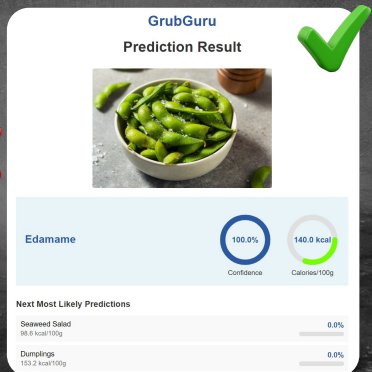 GrubGuru
Prediction Result
Edamame
100.0%
140.0 kcal
Confidence
Calories/100g
Next Most Likely Predictions
Seaweed Salad
0.0%
98.6 kcal/100g
Dumplings
0.0%
153.2 kcal/100g